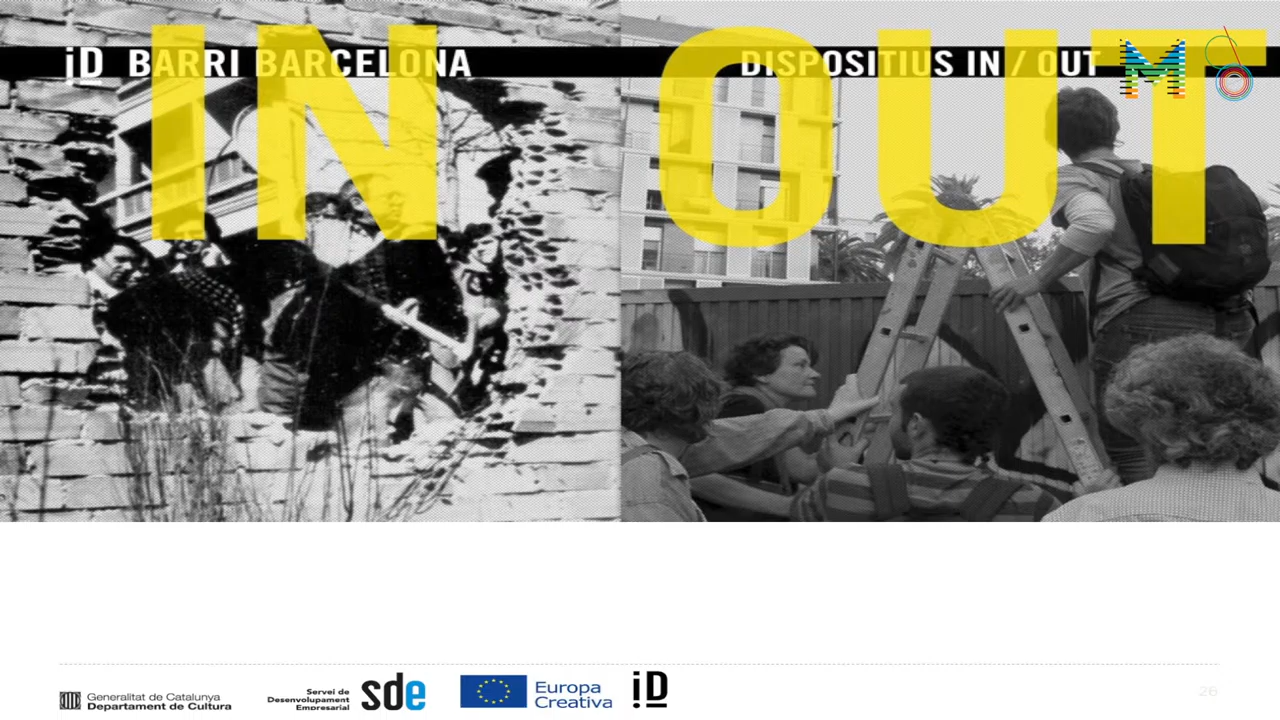 IN OUT
iD BARRI BARCELONA
DISPOSITIUS IN / OUT
M
Generalitat de Catalunya
Departament de Cultura
Servei de
Desenvolupament
Empresarial
sde
Europa
Creativa
iD
26